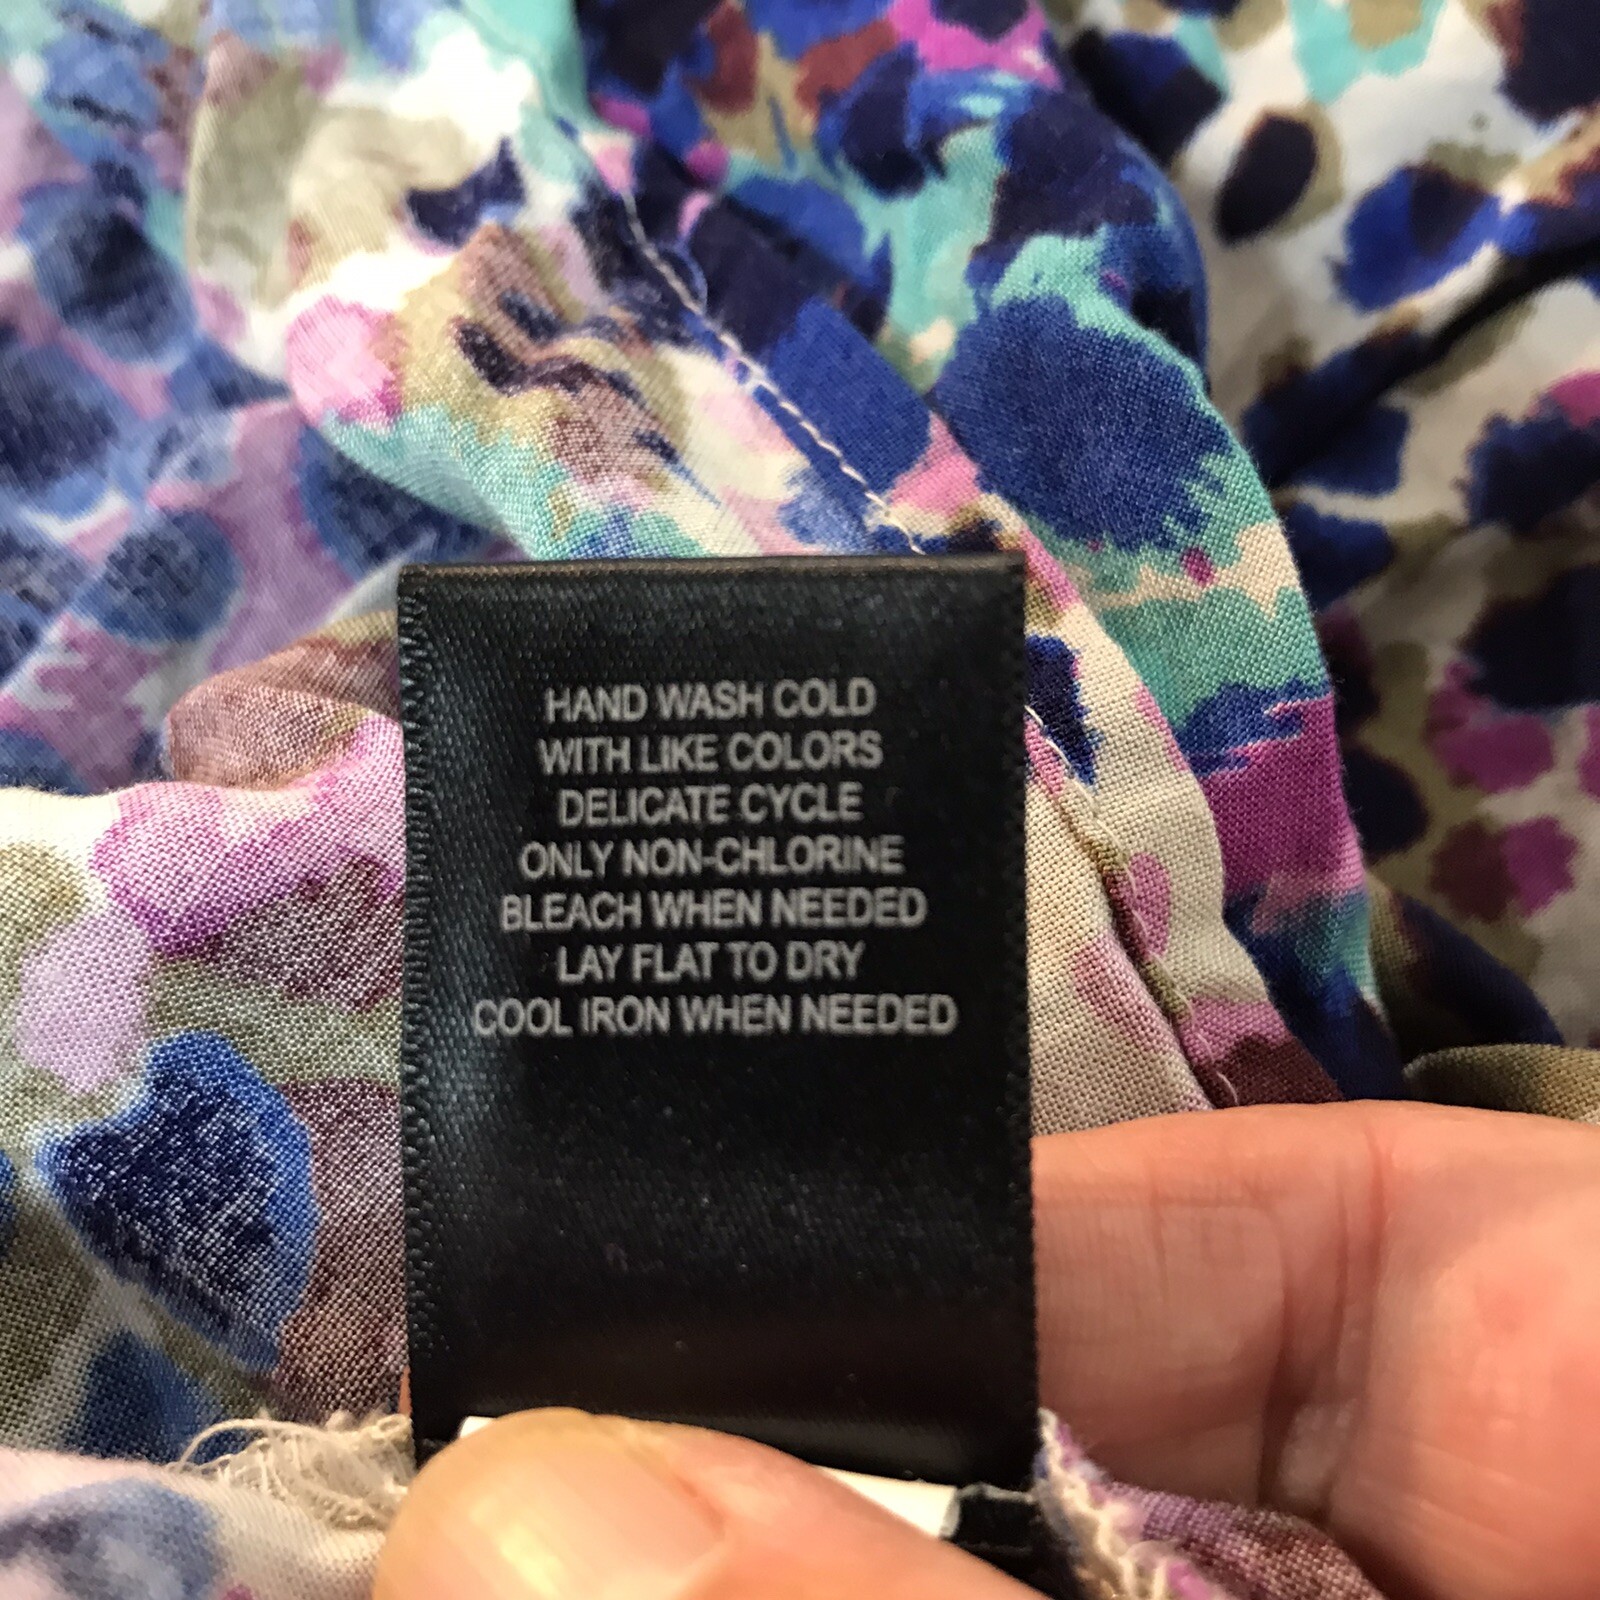 HAND WASH COLD
WITH LIKE COLORS
DELICATE CYCLE
ONLY NON-CHLORINE
BLEACH WHEN NEEDED
LAY FLAT TO DRY
COOL IRON WHEN NEEDED